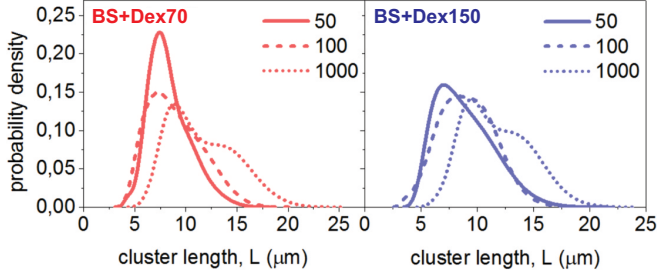 BS+Dex70
50
100
1000
BS+Dex150
50
100
1000
0,25
0,20
0,15
0,10
0,05
0,00
probability density
0 5 10 15 20 25
0 5 10 15 20 25
cluster length, L (μm)
cluster length, L (μm)